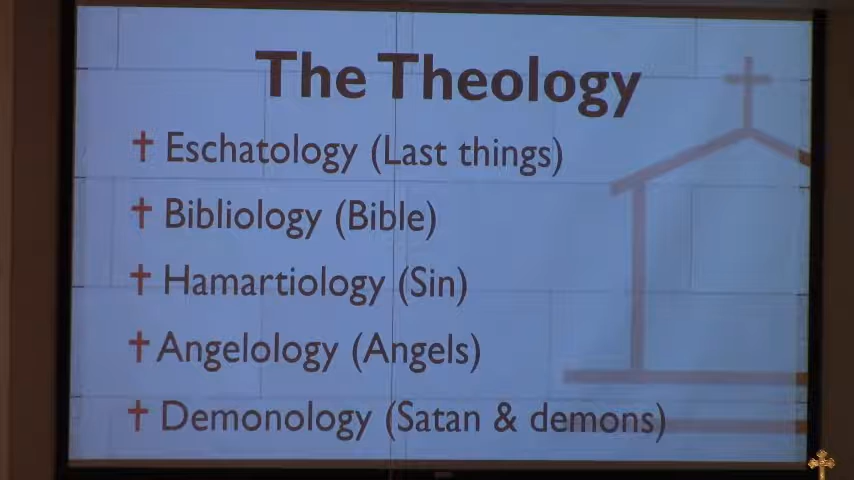 The Theology
Eschatology (Last things)
Bibliology (Bible)
Hamartiology (Sin)
Angelology (Angels)
Demonology (Satan & demons)